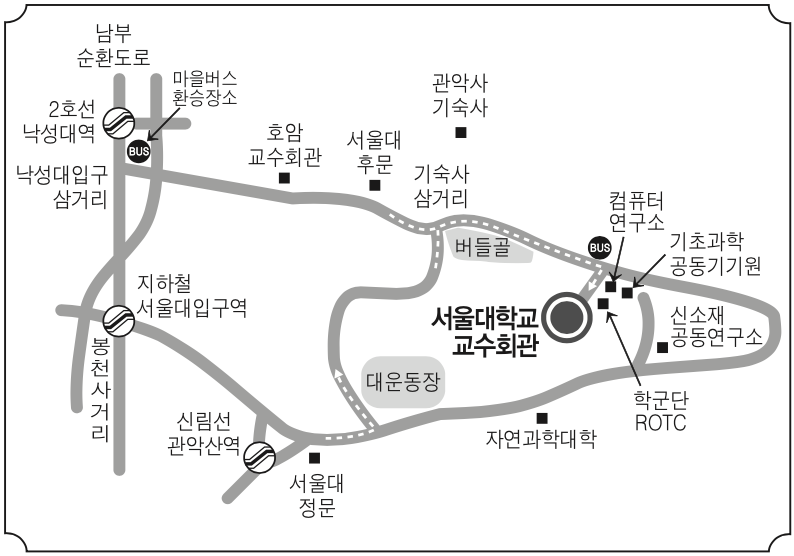 남부
순환도로
마을버스
환승장소
2호선
낙성대역
BUS
낙성대입구
삼거리
호암
교수회관
서울대
후문
관악사
기숙사
기숙사
삼거리
버들골
BUS
컴퓨터
연구소
기초과학
공동기기원
지하철
서울대입구역
서울대학교
교수회관
신소재
공동연구소
봉
천
사
거
리
대운동장
학군단
ROTC
신림선
관악산역
자연과학대학
서울대
정문